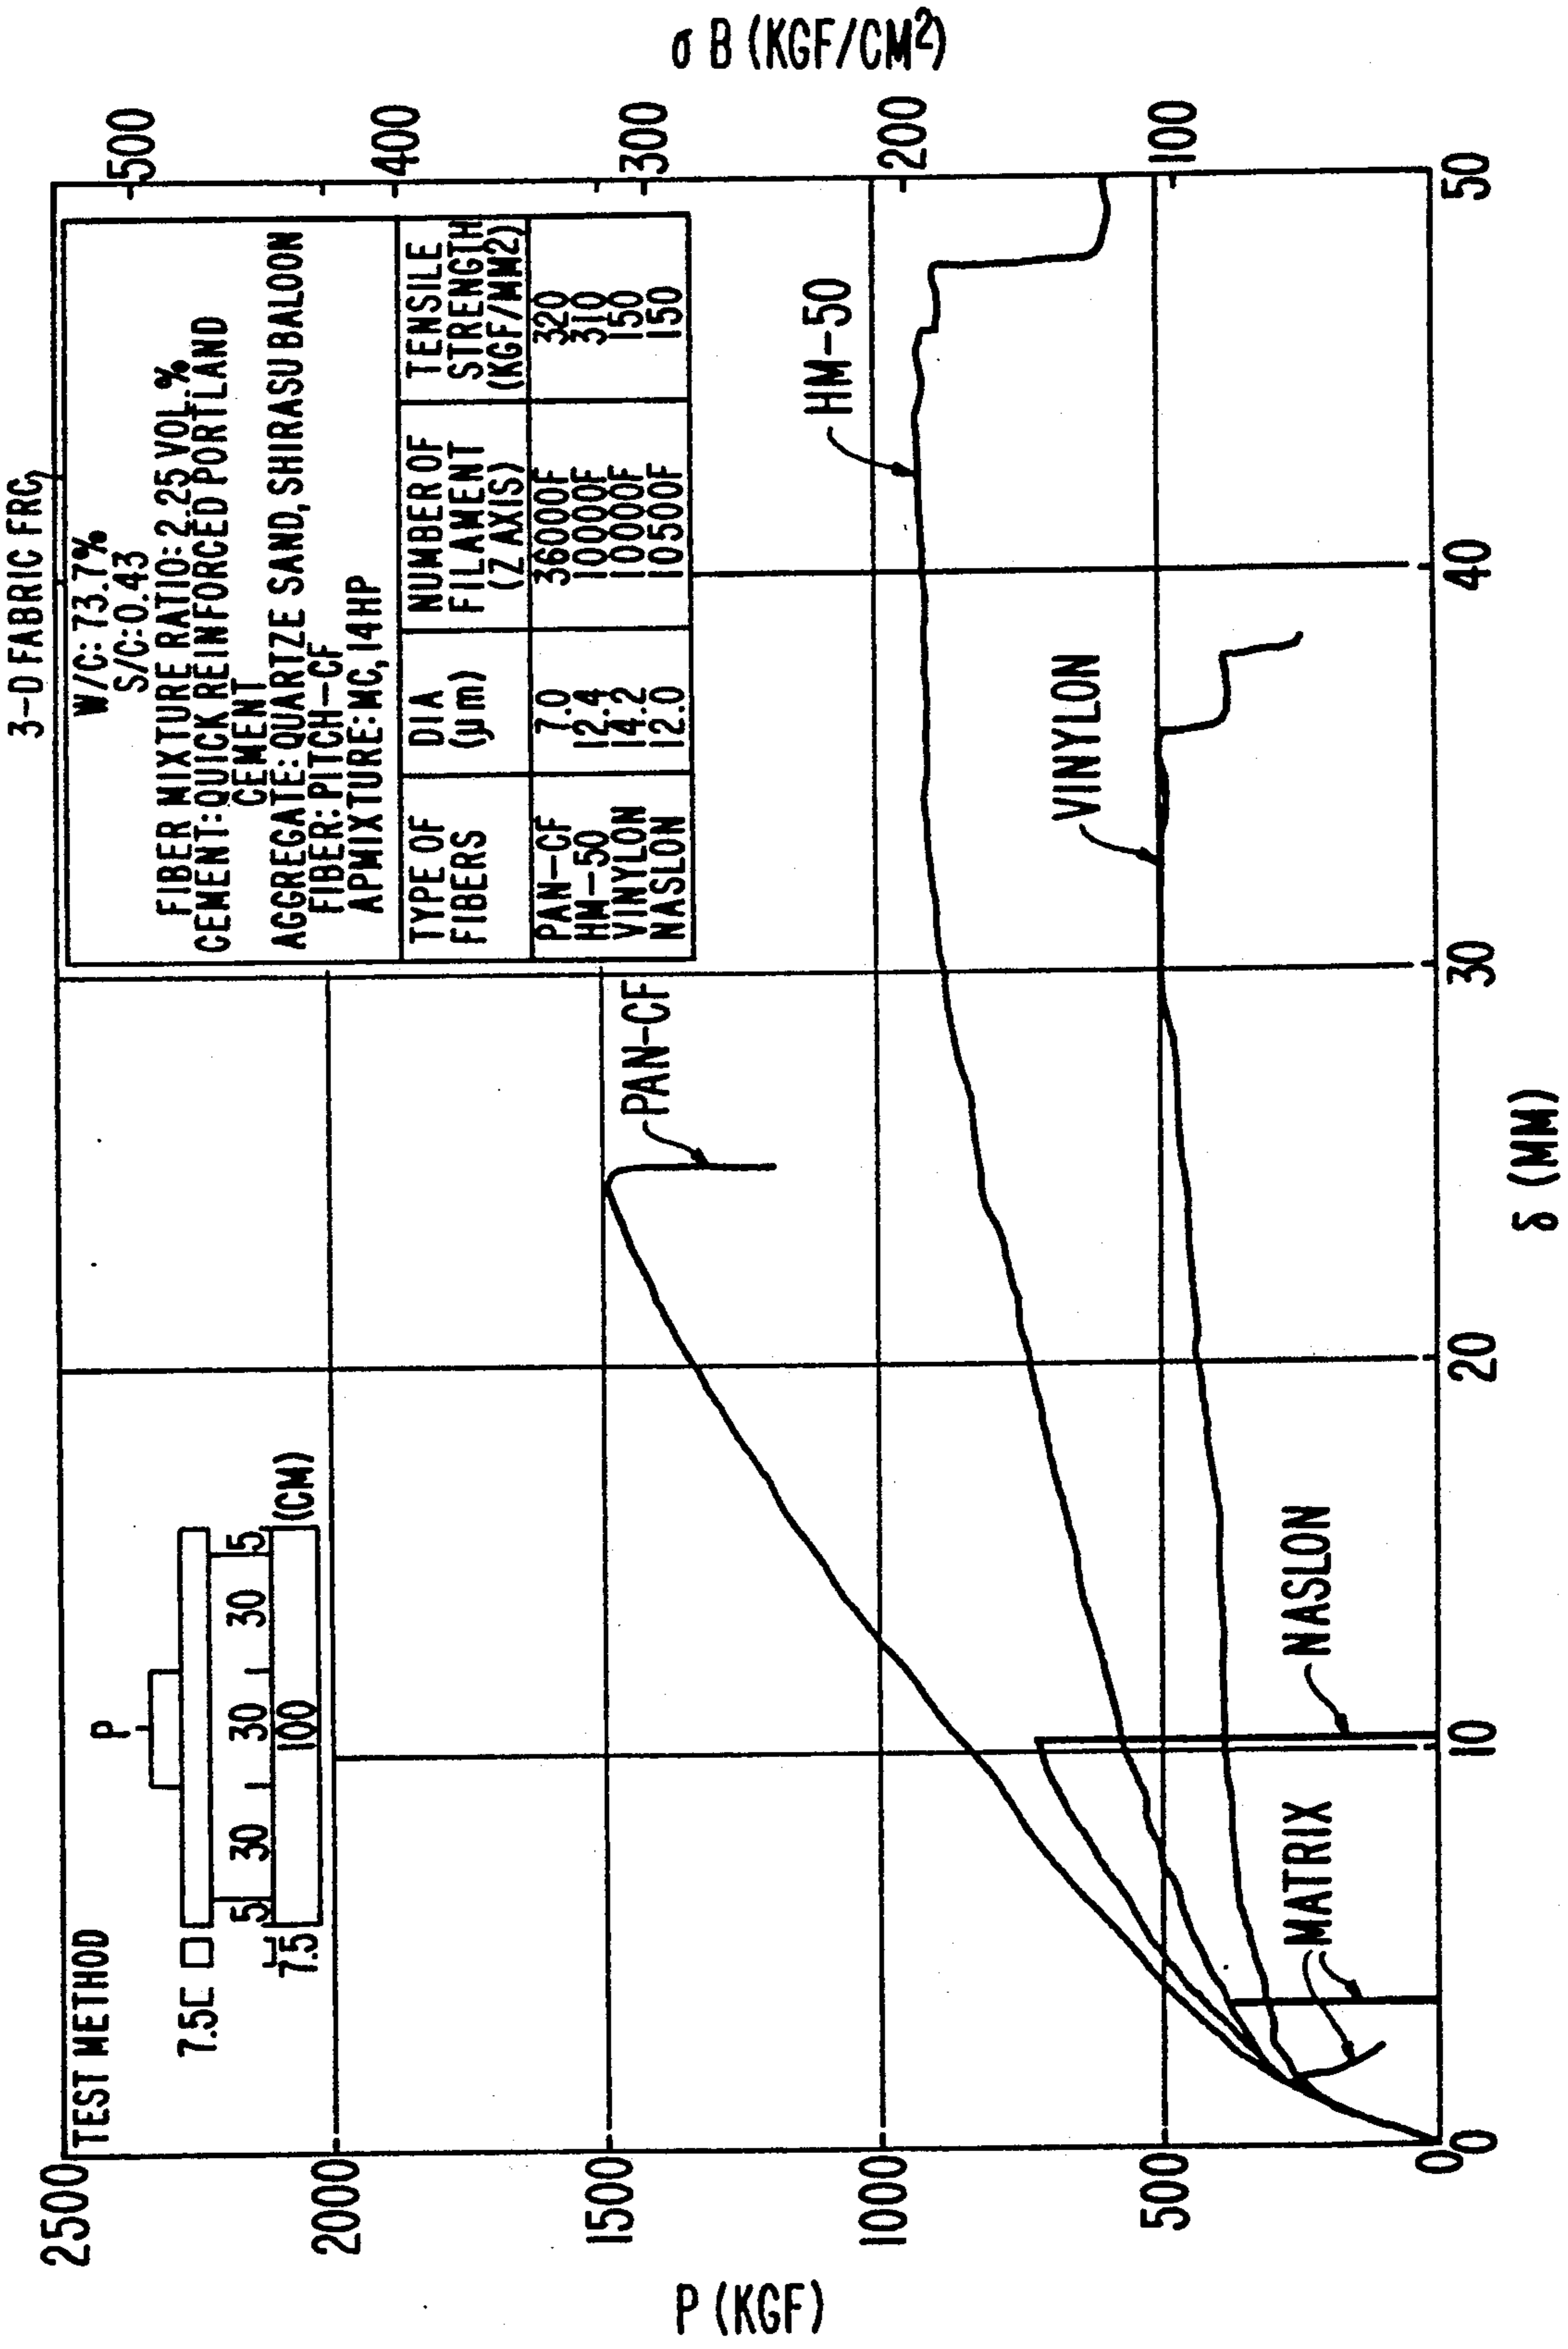 3-D FABRIC FRC,
TEST METHOD
P
7.5
5 30 30 30 5
7.5
100
(CM)
W/C: 73.7%
S/C:0.43
FIBER MIXTURE RATIO: 2.25 VOL.%
CEMENT:QUICK REINFORCED PORTLAND
CEMENT
AGGREGATE: QUARTZE SAND, SHIRASU BALOON
FIBER: PITCH-CF
APMIXTURE:MC, 14HP
TYPE OF FIBERS DIA (μm) NUMBER OF FILAMENT (Z AXIS) TENSILE STRENGTH (KGF/MM2)
PAN-CF 7.0 36000F 320
HM-50 12.4 10000F 310
VINYLON 14.2 10000F 150
NASLON 12.0 10500F 150
P (KGF)
2500
2000
1500
1000
500
0
σ B (KGF/CM²)
500
400
300
200
100
PAN-CF
HM-50
VINYLON
NASLON
MATRIX
0 10 20 30 40 50
δ (MM)